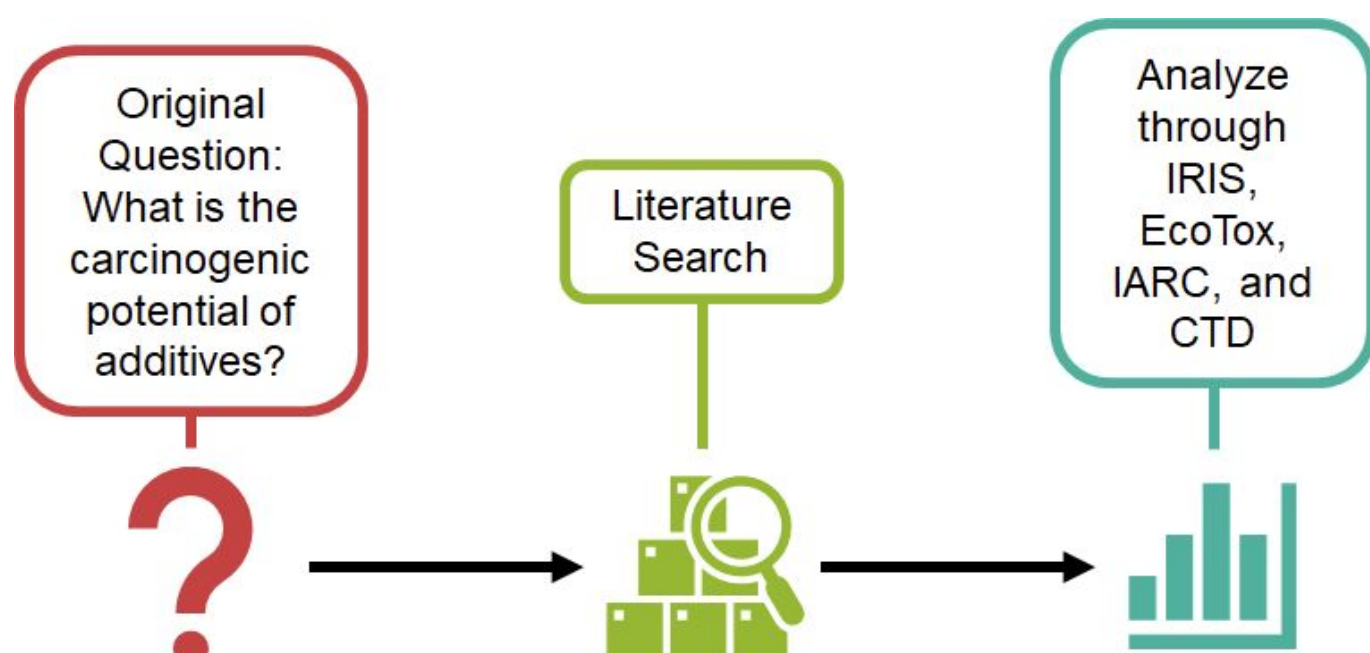 Original
Question:
What is the
carcinogenic
potential of
additives?
Literature
Search
Analyze
through
IRIS,
EcoTox,
IARC, and
CTD